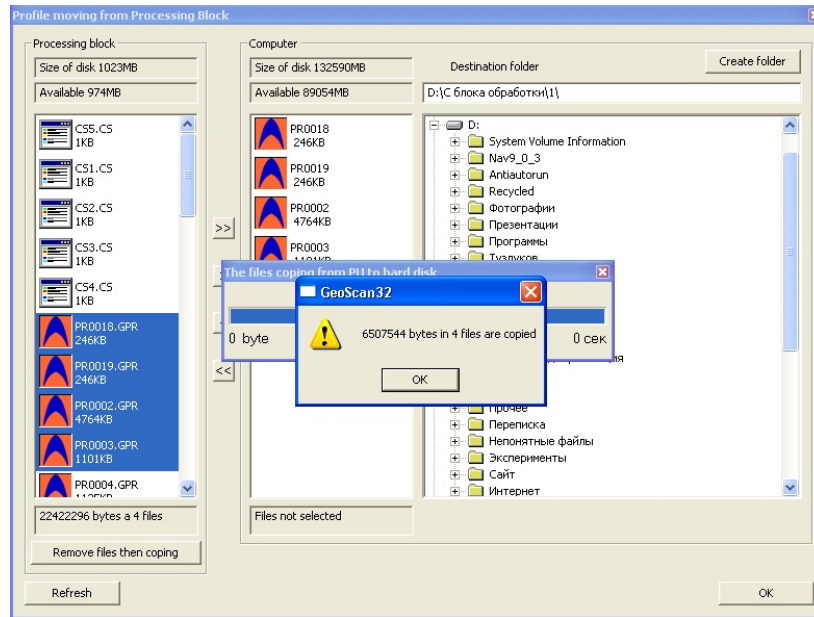 Profile moving from Processing Block
Processing block
Size of disk 1023MB
Available 974MB
CS5.CS
1KB
CS1.CS
1KB
CS2.CS
1KB
CS3.CS
1KB
CS4.CS
1KB
PR0018.GPR
246KB
PR0019.GPR
246KB
PR0002.GPR
4764KB
PR0003.GPR
1101KB
PR0004.GPR
22422296 bytes a 4 files
Remove files then coping
Refresh
>>
<<
Computer
Size of disk 132590MB
Available 89054MB
PR0018
246KB
PR0019
246KB
PR0002
4764KB
PR0003
1101KB
Files not selected
Destination folder
Create folder
D:\С блока обработки\1\
D:
System Volume Information
Nav9_0_3
Antiautorun
Recycled
Фотографии
Презентации
Программы
Тузлуков
Прочее
Переписка
Непонятные файлы
Эксперименты
Сайт
Интернет
The files coping from PU to hard disk
0 byte
0 сек
GeoScan32
6507544 bytes in 4 files are copied
OK
OK